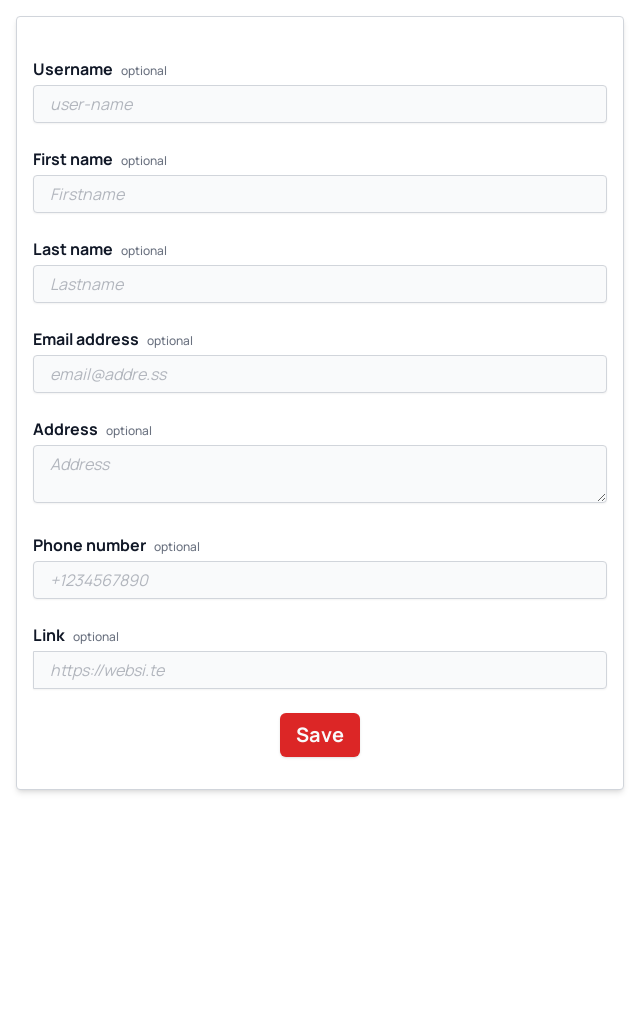 Username optional
user-name
First name optional
Firstname
Last name optional
Lastname
Email address optional
email@addre.ss
Address optional
Address
Phone number optional
+1234567890
Link optional
https://websi.te
Save